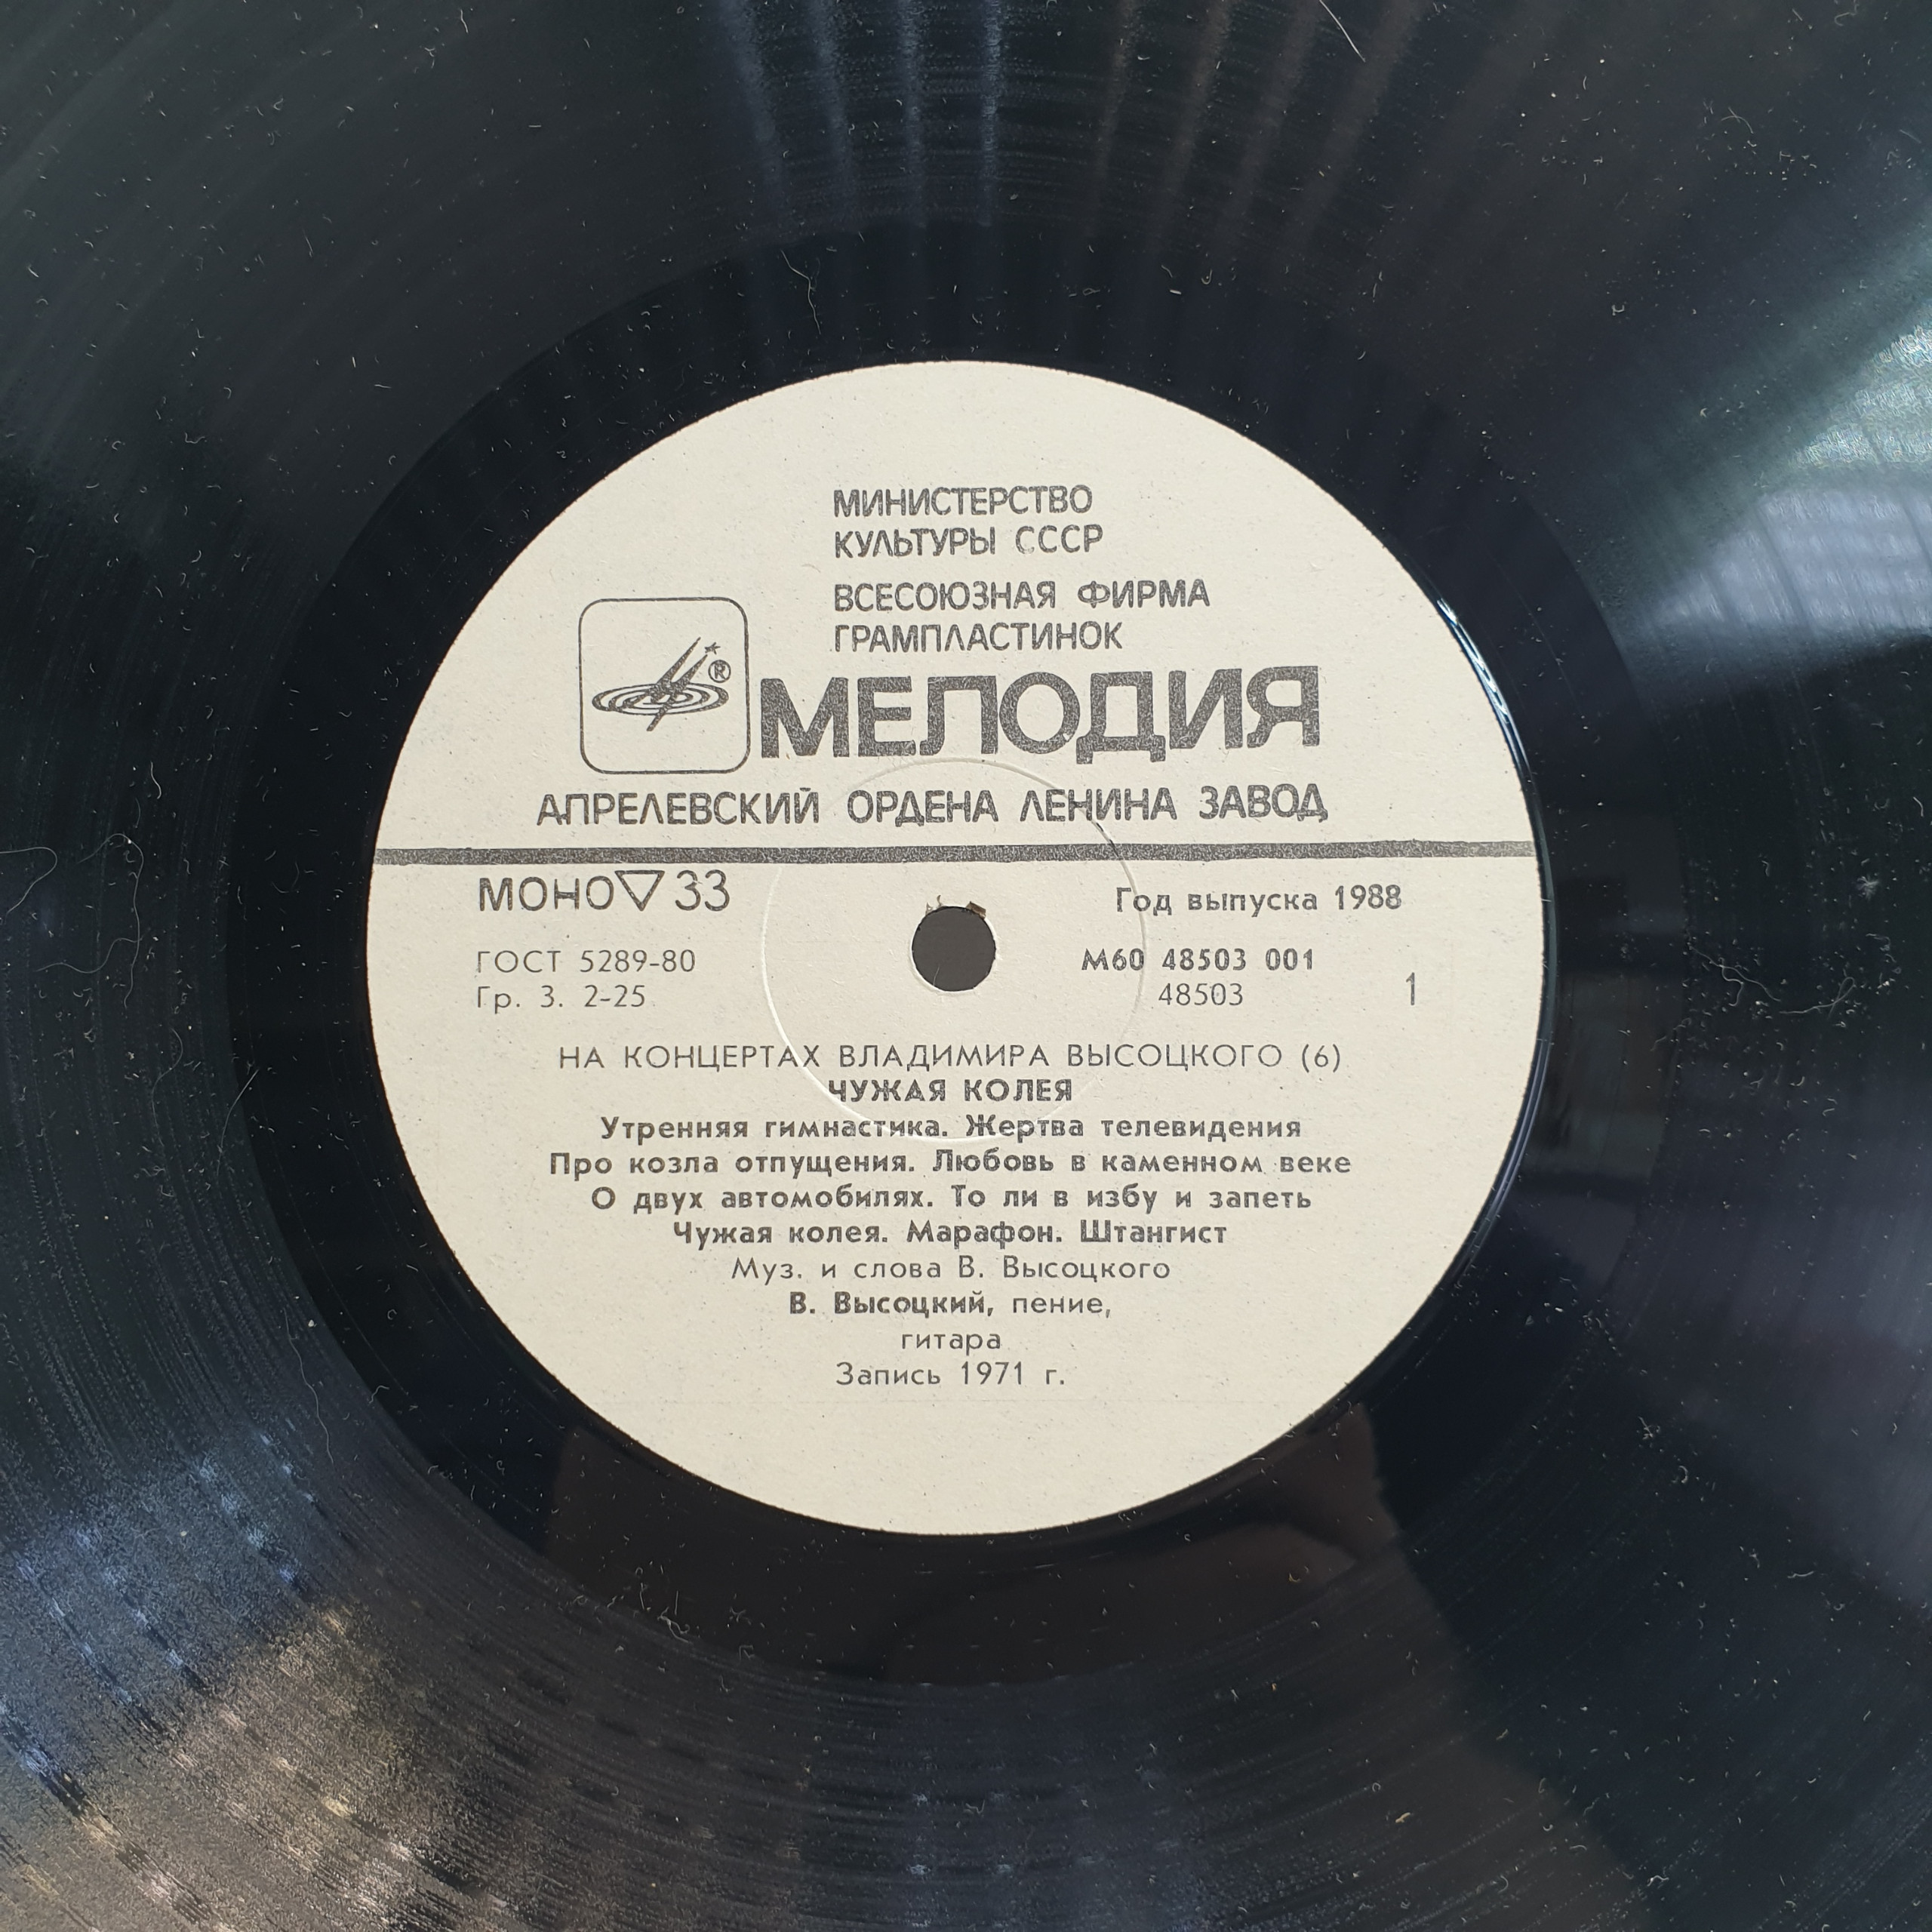 МИНИСТЕРСТВО
КУЛЬТУРЫ СССР
ВСЕСОЮЗНАЯ ФИРМА
ГРАМПЛАСТИНОК
®
МЕЛОДИЯ
АПРЕЛЕВСКИЙ ОРДЕНА ЛЕНИНА ЗАВОД
МОНО▽33
Год выпуска 1988
ГОСТ 5289-80
М60 48503 001
Гр. 3. 2-25
48503
1
НА КОНЦЕРТАХ ВЛАДИМИРА ВЫСОЦКОГО (6)
ЧУЖАЯ КОЛЕЯ
Утренняя гимнастика. Жертва телевидения
Про козла отпущения. Любовь в каменном веке
О двух автомобилях. То ли в избу и запеть
Чужая колея. Марафон. Штангист
Муз. и слова В. Высоцкого
В. Высоцкий, пение,
гитара
Запись 1971 г.